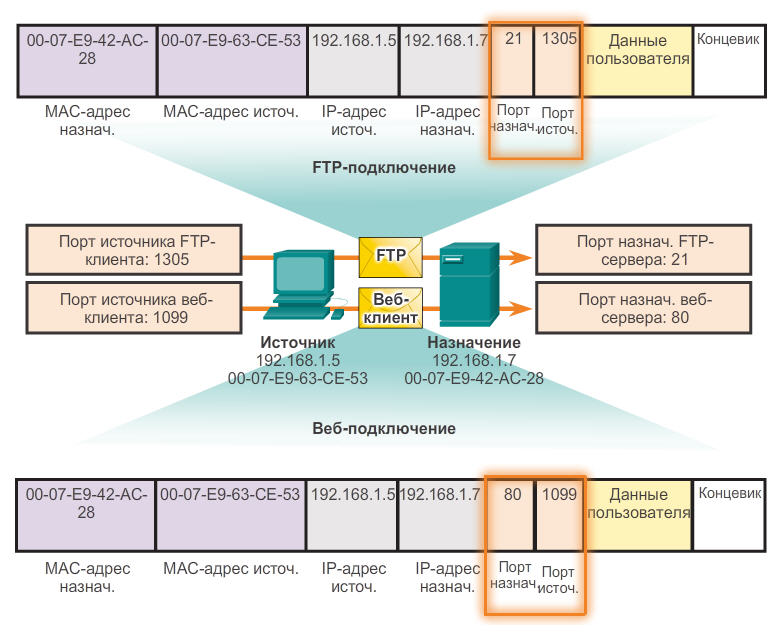 00-07-E9-42-AC-
28
00-07-E9-63-CE-53
192.168.1.5
192.168.1.7
21
1305
Данные
пользователя
Концевик
MAC-адрес
назнач.
MAC-адрес источ.
IP-адрес
источ.
IP-адрес
назнач.
Порт
назнач.
Порт
источ.
FTP-подключение
Порт источника FTP-
клиента: 1305
FTP
Порт назнач. FTP-
сервера: 21
Порт источника веб-
клиента: 1099
Веб-
клиент
Порт назнач. веб-
сервера: 80
Источник
192.168.1.5
00-07-E9-63-CE-53
Назначение
192.168.1.7
00-07-E9-42-AC-28
Веб-подключение
00-07-E9-42-AC-
28
00-07-E9-63-CE-53
192.168.1.5
192.168.1.7
80
1099
Данные
пользователя
Концевик
MAC-адрес
назнач.
MAC-адрес источ.
IP-адрес
источ.
IP-адрес
назнач.
Порт
назнач.
Порт
источ.